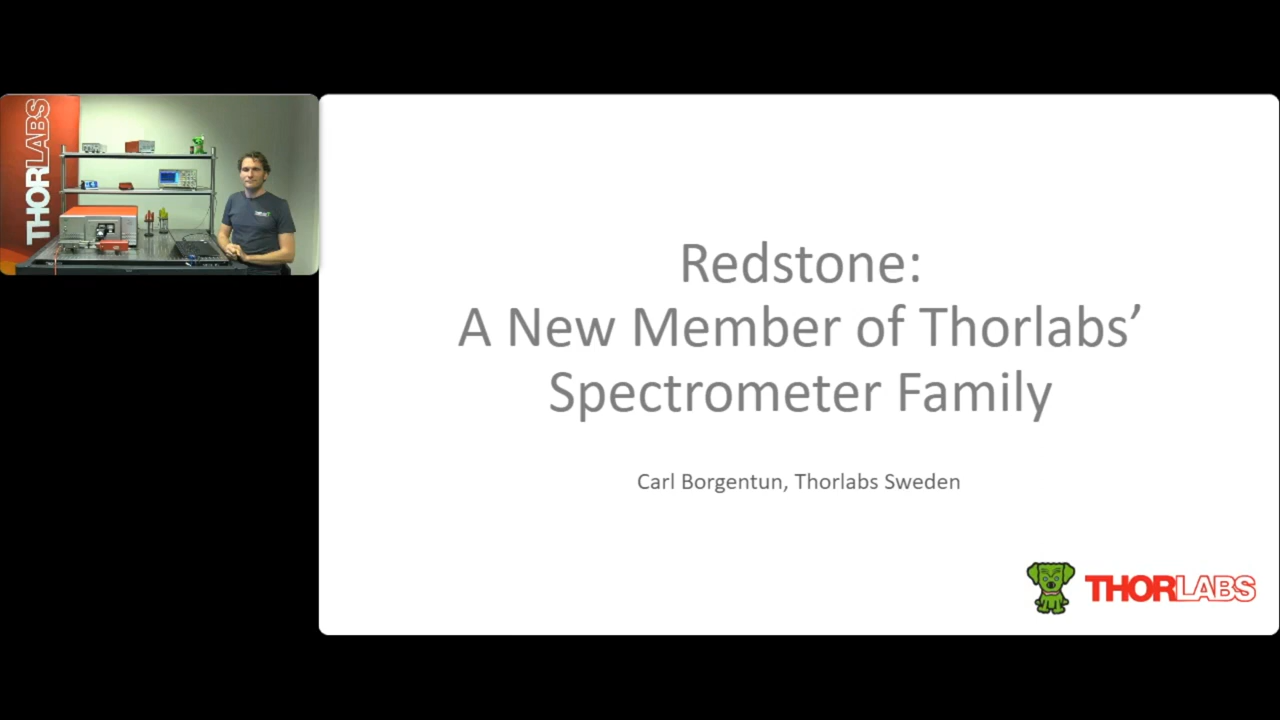 THORLABS
Redstone:
A New Member of Thorlabs’
Spectrometer Family
Carl Borgentun, Thorlabs Sweden
THORLABS